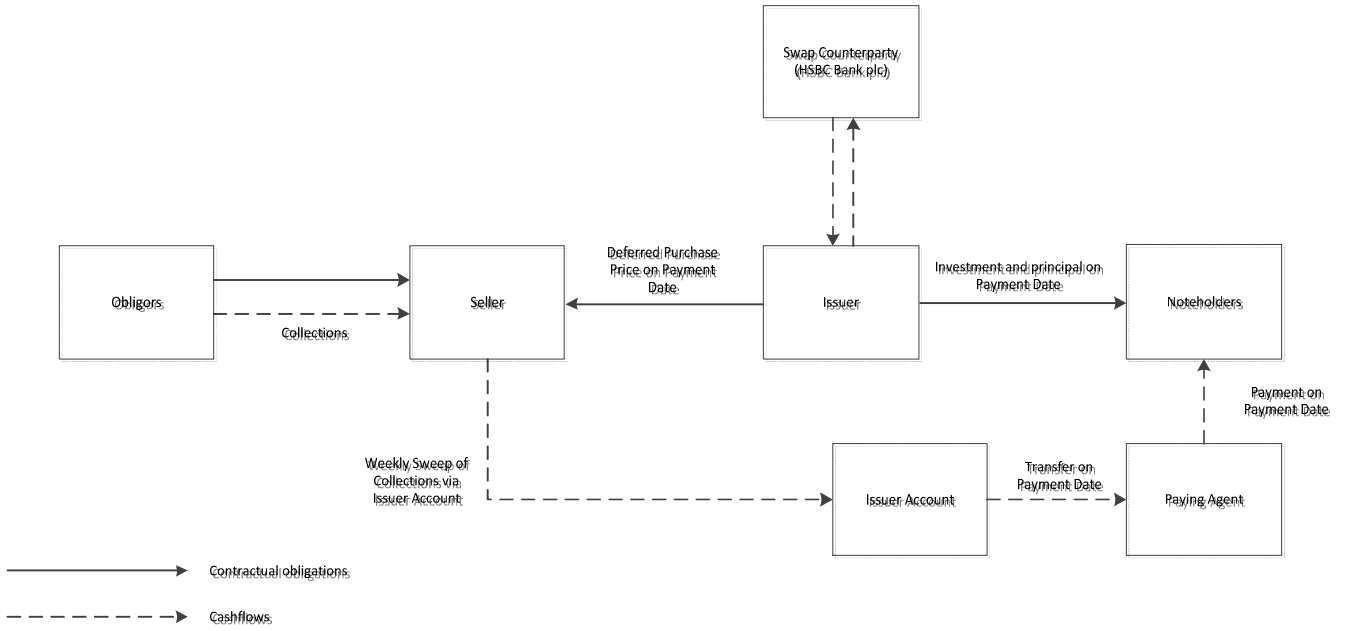 Swap Counterparty
(HSBC Bank plc)
Deferred Purchase
Price on Payment
Date
Investment and principal on
Payment Date
Obligors
Seller
Issuer
Noteholders
Collections
Payment on
Payment Date
Weekly Sweep of
Collections via
Issuer Account
Transfer on
Payment Date
Issuer Account
Paying Agent
Contractual obligations
Cashflows